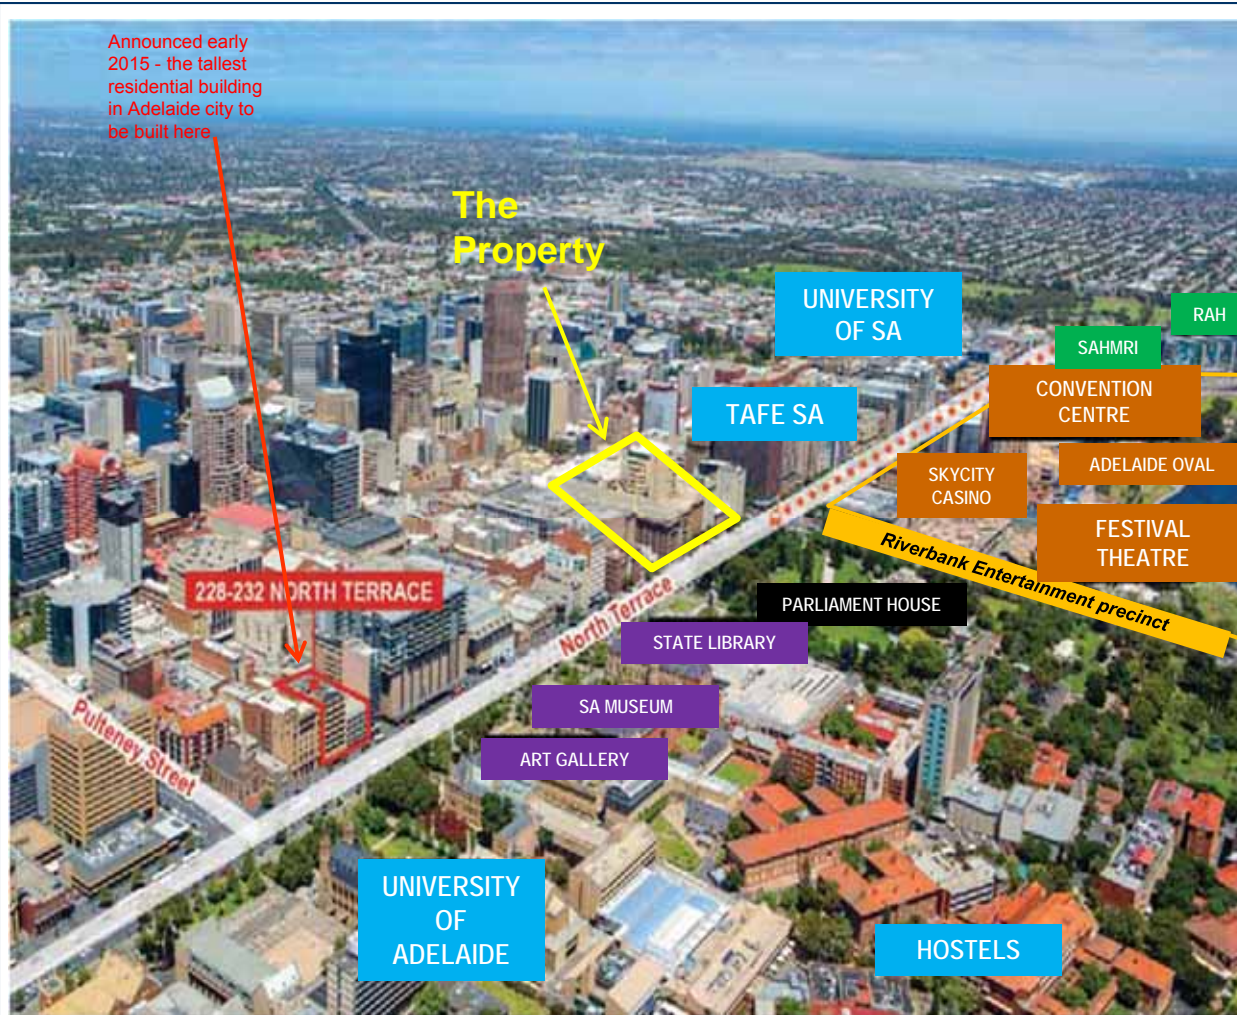 Announced early
2015 - the tallest
residential building
in Adelaide city to
be built here
The
Property
UNIVERSITY
OF SA
RAH
SAHMRI
CONVENTION
CENTRE
TAFE SA
ADELAIDE OVAL
SKYCITY
CASINO
FESTIVAL
THEATRE
Riverbank Entertainment precinct
228-232 NORTH TERRACE
North Terrace
PARLIAMENT HOUSE
STATE LIBRARY
SA MUSEUM
Pulteney Street
ART GALLERY
UNIVERSITY
OF
ADELAIDE
HOSTELS